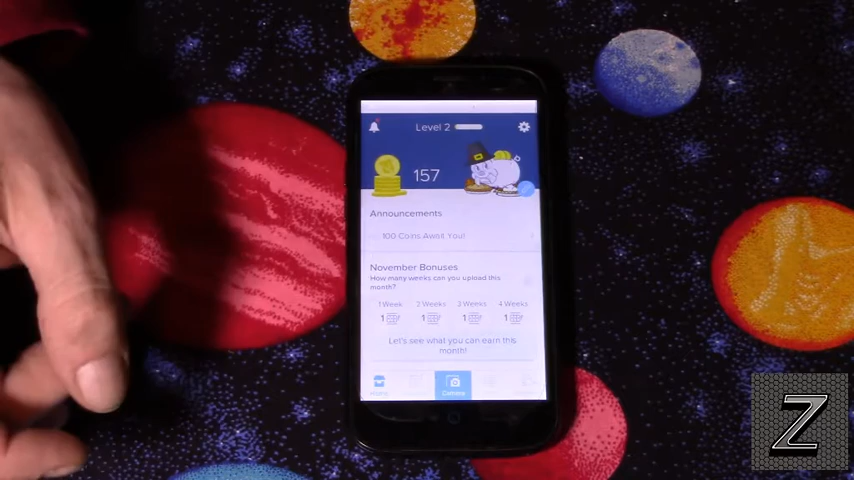 Level 2
157
Announcements
100 Coins Await You!
November Bonuses
How many weeks can you upload this
month?
1 Week 2 Weeks 3 Weeks 4 Weeks
1 1 1 1
Let's see what you can earn this
month!
Home Camera
Z